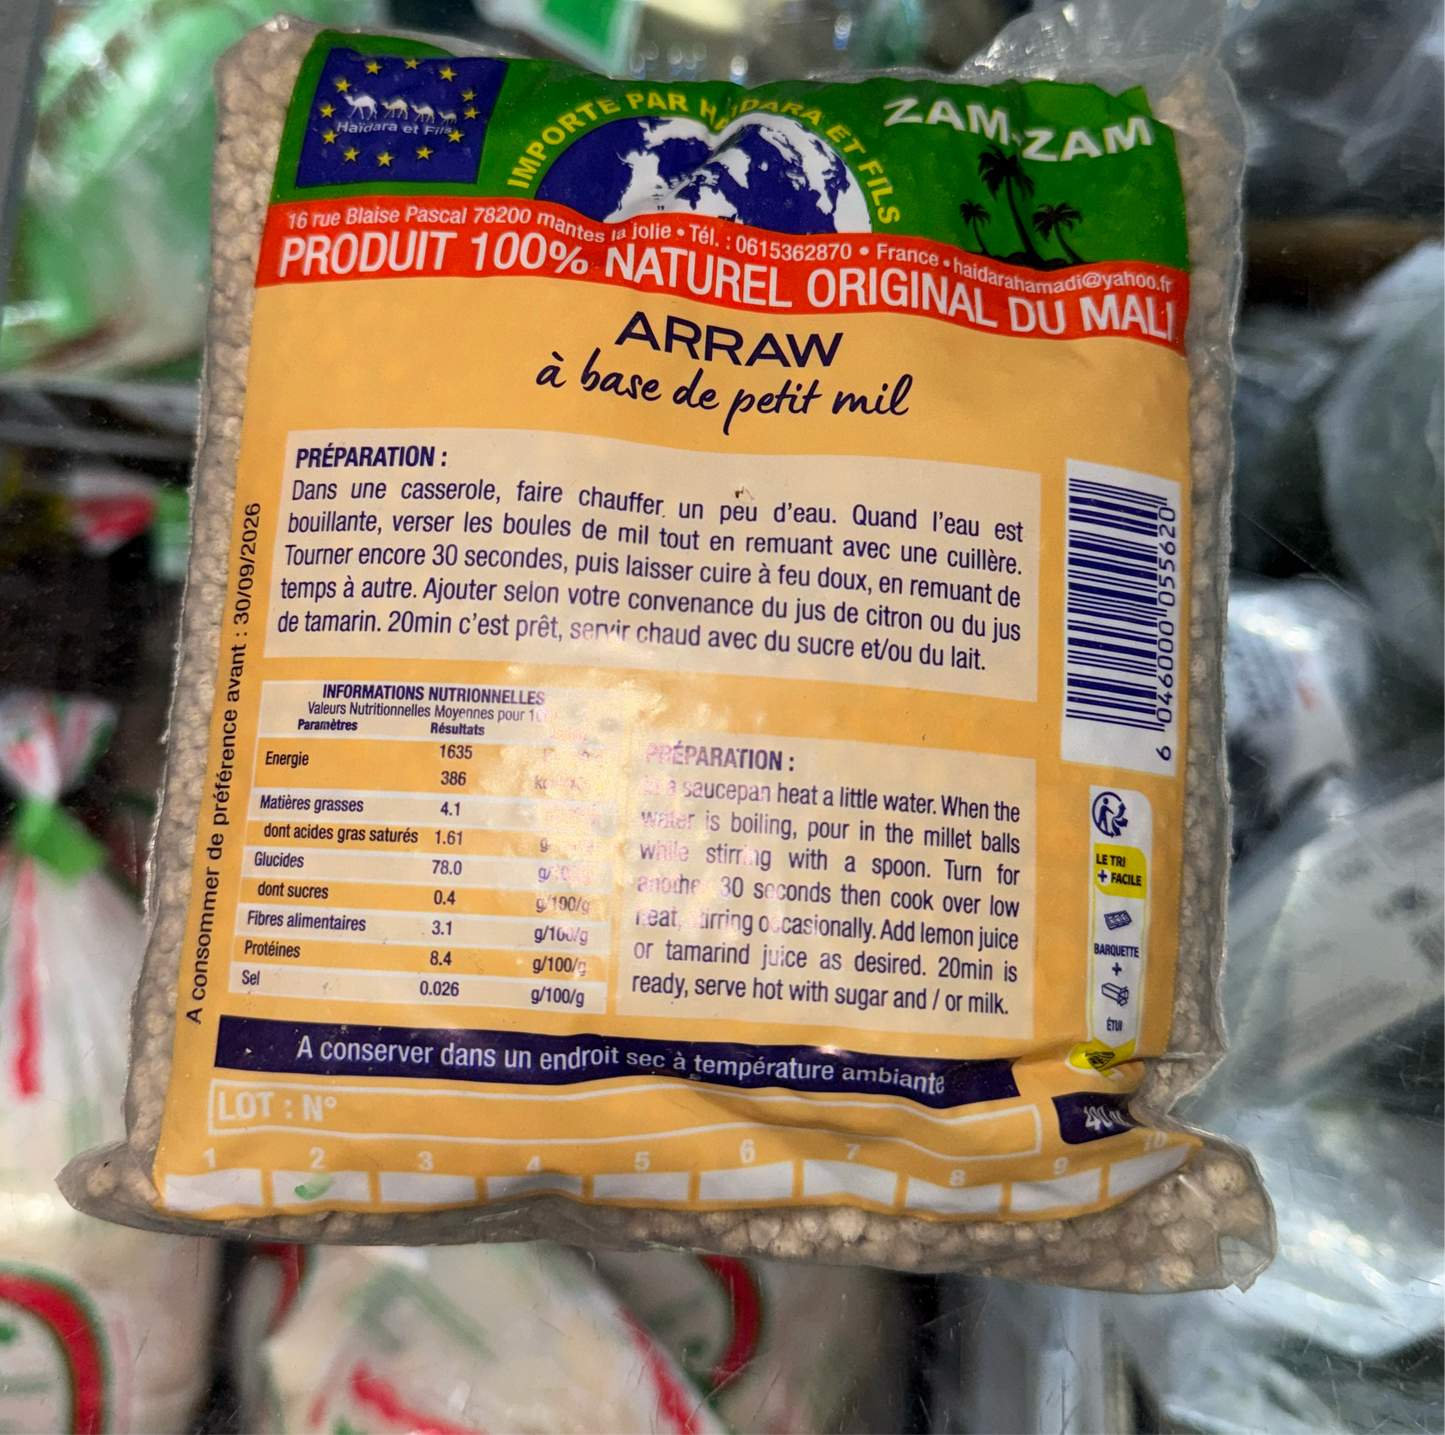 Haïdara et Fils
IMPORTE PAR HAIDARA ET FILS
ZAM-ZAM
16 rue Blaise Pascal 78200 mantes la jolie • Tél. : 0615362870 • France • haidarahamadi@yahoo.fr
PRODUIT 100% NATUREL ORIGINAL DU MALI
ARRAW
à base de petit mil
PRÉPARATION :
Dans une casserole, faire chauffer un peu d'eau. Quand l'eau est
bouillante, verser les boules de mil tout en remuant avec une cuillère.
Tourner encore 30 secondes, puis laisser cuire à feu doux, en remuant de
temps à autre. Ajouter selon votre convenance du jus de citron ou du jus
de tamarin. 20min c'est prêt, servir chaud avec du sucre et/ou du lait.
A consommer de préférence avant : 30/09/2026
INFORMATIONS NUTRITIONNELLES
Valeurs Nutritionnelles Moyennes pour
Paramètres Résultats
Energie 1635
386
Matières grasses 4.1
dont acides gras saturés 1.61 g
Glucides 78.0
dont sucres 0.4 g/100/g
Fibres alimentaires 3.1 g/100/g
Protéines 8.4 g/100/g
Sel 0.026 g/100/g
PRÉPARATION :
a saucepan heat a little water. When the
water is boiling, pour in the millet balls
while stirring with a spoon. Turn for
another 30 seconds then cook over low
heat, stirring occasionally. Add lemon juice
or tamarind juice as desired. 20min is
ready, serve hot with sugar and / or milk.
6 046000 055620
LE TRI
+ FACILE
BARQUETTE
+
ÉTUI
A conserver dans un endroit sec à température ambiante
LOT : N°
1 2 3 4 5 6 7 8 9 10